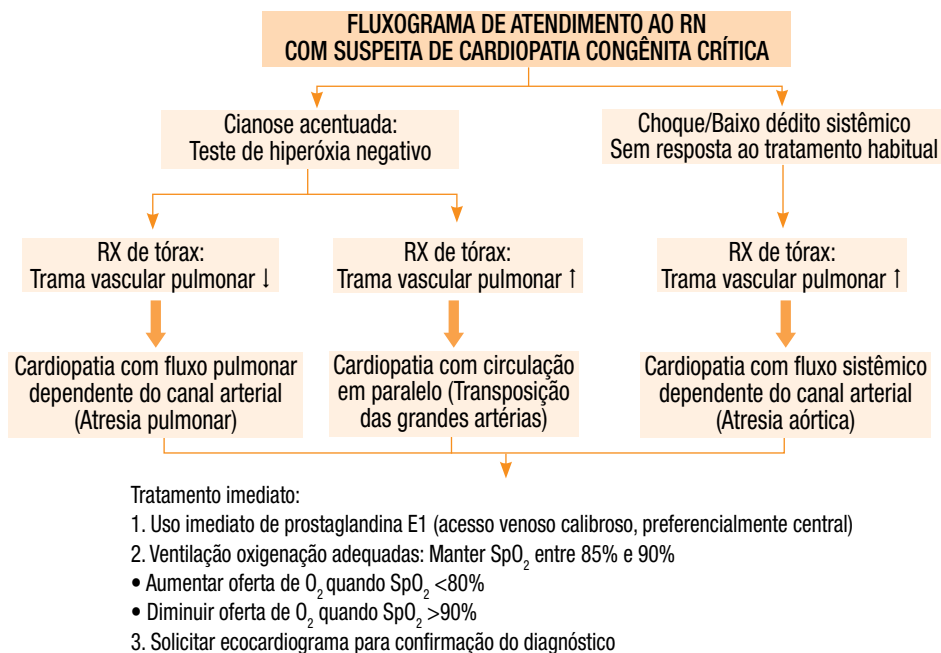 FLUXOGRAMA DE ATENDIMENTO AO RN
COM SUSPEITA DE CARDIOPATIA CONGÊNITA CRÍTICA
Cianose acentuada:
Teste de hiperóxia negativo
Choque/Baixo dédito sistêmico
Sem resposta ao tratamento habitual
RX de tórax:
Trama vascular pulmonar ↓
RX de tórax:
Trama vascular pulmonar ↑
RX de tórax:
Trama vascular pulmonar ↑
Cardiopatia com fluxo pulmonar
dependente do canal arterial
(Atresia pulmonar)
Cardiopatia com circulação
em paralelo (Transposição
das grandes artérias)
Cardiopatia com fluxo sistêmico
dependente do canal arterial
(Atresia aórtica)
Tratamento imediato:
1. Uso imediato de prostaglandina E1 (acesso venoso calibroso, preferencialmente central)
2. Ventilação oxigenação adequadas: Manter SpO₂ entre 85% e 90%
• Aumentar oferta de O₂ quando SpO₂ <80%
• Diminuir oferta de O₂ quando SpO₂ >90%
3. Solicitar ecocardiograma para confirmação do diagnóstico